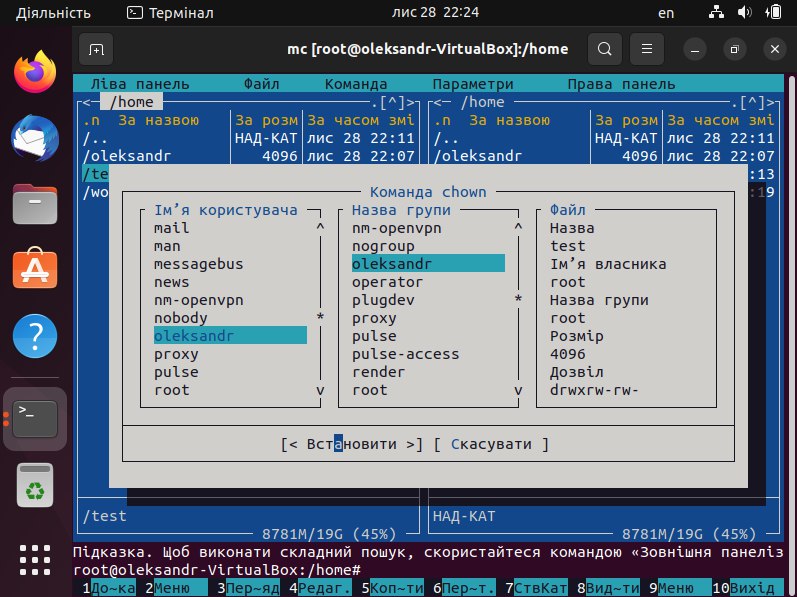 Діяльність Термінал лис 28 22:24 en
mc [root@oleksandr-VirtualBox]:/home
Ліва панель Файл Команда Параметри Права панель
<─ /home .[^]> <─ /home .[^]>
.n За назвою За розм За часом змі .n За назвою За розм За часом змі
/.. НАД-КАТ лис 28 22:11 /.. НАД-КАТ лис 28 22:11
/oleksandr 4096 лис 28 22:07 /oleksandr 4096 лис 28 22:07
/te :13
/wo :19
Команда chown
Ім’я користувача Назва групи Файл
mail ^ nm-openvpn ^ Назва
man nogroup test
messagebus oleksandr Ім’я власника
news operator root
nm-openvpn plugdev * Назва групи
nobody * proxy root
oleksandr pulse Розмір
proxy pulse-access 4096
pulse render Дозвіл
root v root v drwxrw-rw-
[< Встановити >] [ Скасувати ]
/test НАД-КАТ
8781M/19G (45%) 8781M/19G (45%)
Підказка. Щоб виконати складний пошук, скористайтеся командою «Зовнішня панеліз
root@oleksandr-VirtualBox:/home#
1До~ка 2Меню 3Пер~яд 4Редаг. 5Коп~ти 6Пер~т. 7СтвКат 8Вид~ти 9Меню 10Вихід